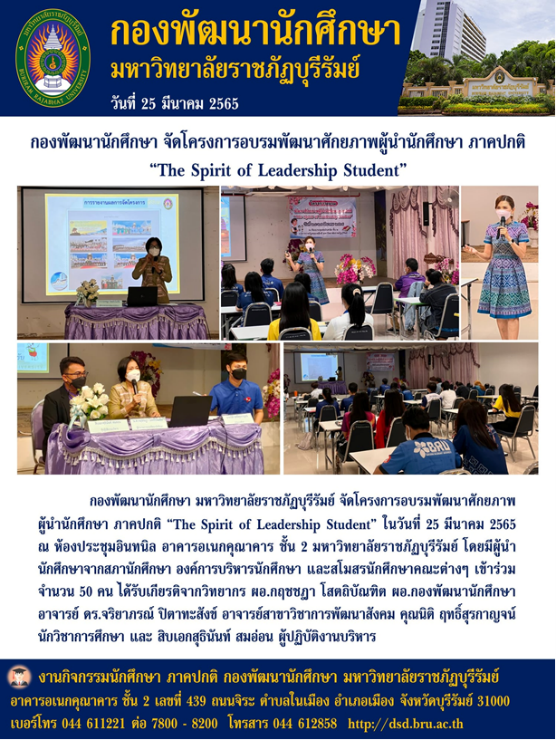 กองพัฒนานักศึกษา
มหาวิทยาลัยราชภัฏบุรีรัมย์
วันที่ 25 มีนาคม 2565
กองพัฒนานักศึกษา จัดโครงการอบรมพัฒนาศักยภาพผู้นำนักศึกษา ภาคปกติ
“The Spirit of Leadership Student”
การรายงานผลการจัดโครงการ
BRU
กองพัฒนานักศึกษา มหาวิทยาลัยราชภัฏบุรีรัมย์ จัดโครงการอบรมพัฒนาศักยภาพ
ผู้นำนักศึกษา ภาคปกติ “The Spirit of Leadership Student” ในวันที่ 25 มีนาคม 2565
ณ ห้องประชุมอินทนิล อาคารอเนกคุณาคาร ชั้น 2 มหาวิทยาลัยราชภัฏบุรีรัมย์ โดยมีผู้นำ
นักศึกษาจากสภานักศึกษา องค์การบริหารนักศึกษา และสโมสรนักศึกษาคณะต่างๆ เข้าร่วม
จำนวน 50 คน ได้รับเกียรติจากวิทยากร ผอ.กฤชชฎา โสตถิบัณฑิต ผอ.กองพัฒนานักศึกษา
อาจารย์ ดร.จริยาภรณ์ ปิตาทะสังข์ อาจารย์สาขาวิชาการพัฒนาสังคม คุณนิติ ฤทธิ์สุรกาญจน์
นักวิชาการศึกษา และ สิบเอกสุธินันท์ สมอ่อน ผู้ปฏิบัติงานบริหาร
งานกิจกรรมนักศึกษา ภาคปกติ กองพัฒนานักศึกษา มหาวิทยาลัยราชภัฏบุรีรัมย์
อาคารอเนกคุณาคาร ชั้น 2 เลขที่ 439 ถนนจิระ ตำบลในเมือง อำเภอเมือง จังหวัดบุรีรัมย์ 31000
เบอร์โทร 044 611221 ต่อ 7800 - 8200 โทรสาร 044 612858 http://dsd.bru.ac.th